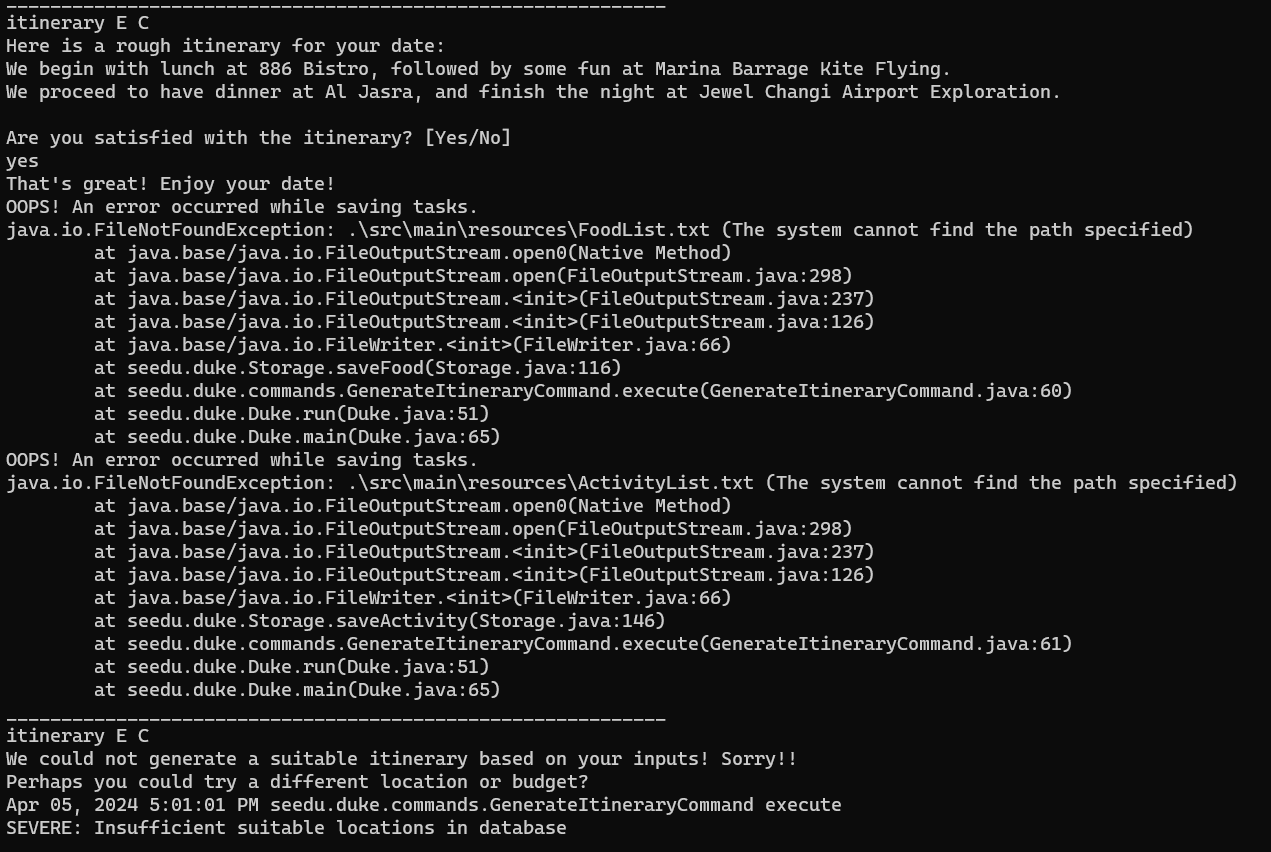 ____________________________________________________________
itinerary E C
Here is a rough itinerary for your date:
We begin with lunch at 886 Bistro, followed by some fun at Marina Barrage Kite Flying.
We proceed to have dinner at Al Jasra, and finish the night at Jewel Changi Airport Exploration.

Are you satisfied with the itinerary? [Yes/No]
yes
That's great! Enjoy your date!
OOPS! An error occurred while saving tasks.
java.io.FileNotFoundException: .\src\main\resources\FoodList.txt (The system cannot find the path specified)
        at java.base/java.io.FileOutputStream.open0(Native Method)
        at java.base/java.io.FileOutputStream.open(FileOutputStream.java:298)
        at java.base/java.io.FileOutputStream.<init>(FileOutputStream.java:237)
        at java.base/java.io.FileOutputStream.<init>(FileOutputStream.java:126)
        at java.base/java.io.FileWriter.<init>(FileWriter.java:66)
        at seedu.duke.Storage.saveFood(Storage.java:116)
        at seedu.duke.commands.GenerateItineraryCommand.execute(GenerateItineraryCommand.java:60)
        at seedu.duke.Duke.run(Duke.java:51)
        at seedu.duke.Duke.main(Duke.java:65)
OOPS! An error occurred while saving tasks.
java.io.FileNotFoundException: .\src\main\resources\ActivityList.txt (The system cannot find the path specified)
        at java.base/java.io.FileOutputStream.open0(Native Method)
        at java.base/java.io.FileOutputStream.open(FileOutputStream.java:298)
        at java.base/java.io.FileOutputStream.<init>(FileOutputStream.java:237)
        at java.base/java.io.FileOutputStream.<init>(FileOutputStream.java:126)
        at java.base/java.io.FileWriter.<init>(FileWriter.java:66)
        at seedu.duke.Storage.saveActivity(Storage.java:146)
        at seedu.duke.commands.GenerateItineraryCommand.execute(GenerateItineraryCommand.java:61)
        at seedu.duke.Duke.run(Duke.java:51)
        at seedu.duke.Duke.main(Duke.java:65)
____________________________________________________________
itinerary E C
We could not generate a suitable itinerary based on your inputs! Sorry!!
Perhaps you could try a different location or budget?
Apr 05, 2024 5:01:01 PM seedu.duke.commands.GenerateItineraryCommand execute
SEVERE: Insufficient suitable locations in database